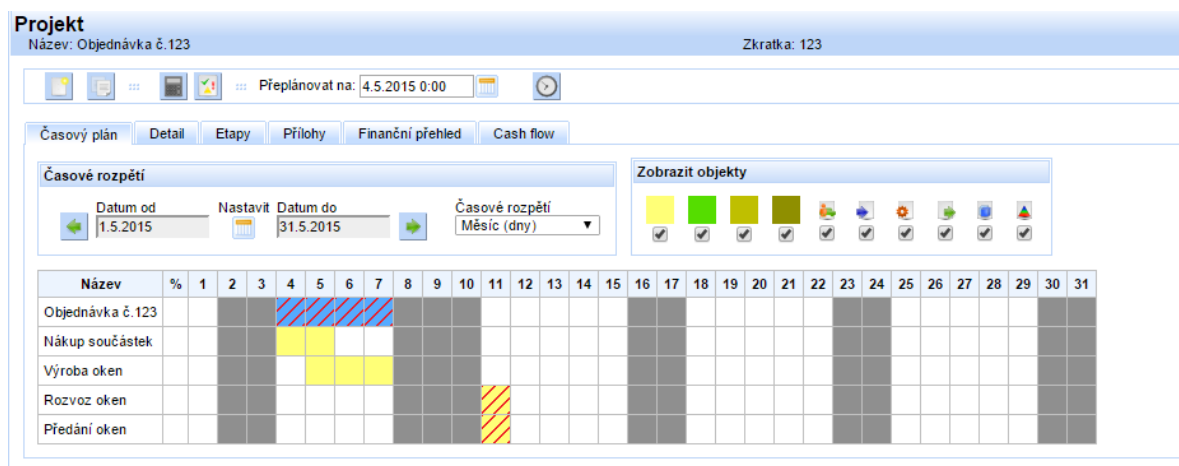 Projekt
Název: Objednávka č.123 Zkratka: 123
Přeplánovat na: 4.5.2015 0:00
Časový plán Detail Etapy Přílohy Finanční přehled Cash flow
Časové rozpětí Zobrazit objekty
Datum od Nastavit Datum do Časové rozpětí
1.5.2015 31.5.2015 Měsíc (dny)
Název % 1 2 3 4 5 6 7 8 9 10 11 12 13 14 15 16 17 18 19 20 21 22 23 24 25 26 27 28 29 30 31
Objednávka č.123
Nákup součástek
Výroba oken
Rozvoz oken
Předání oken